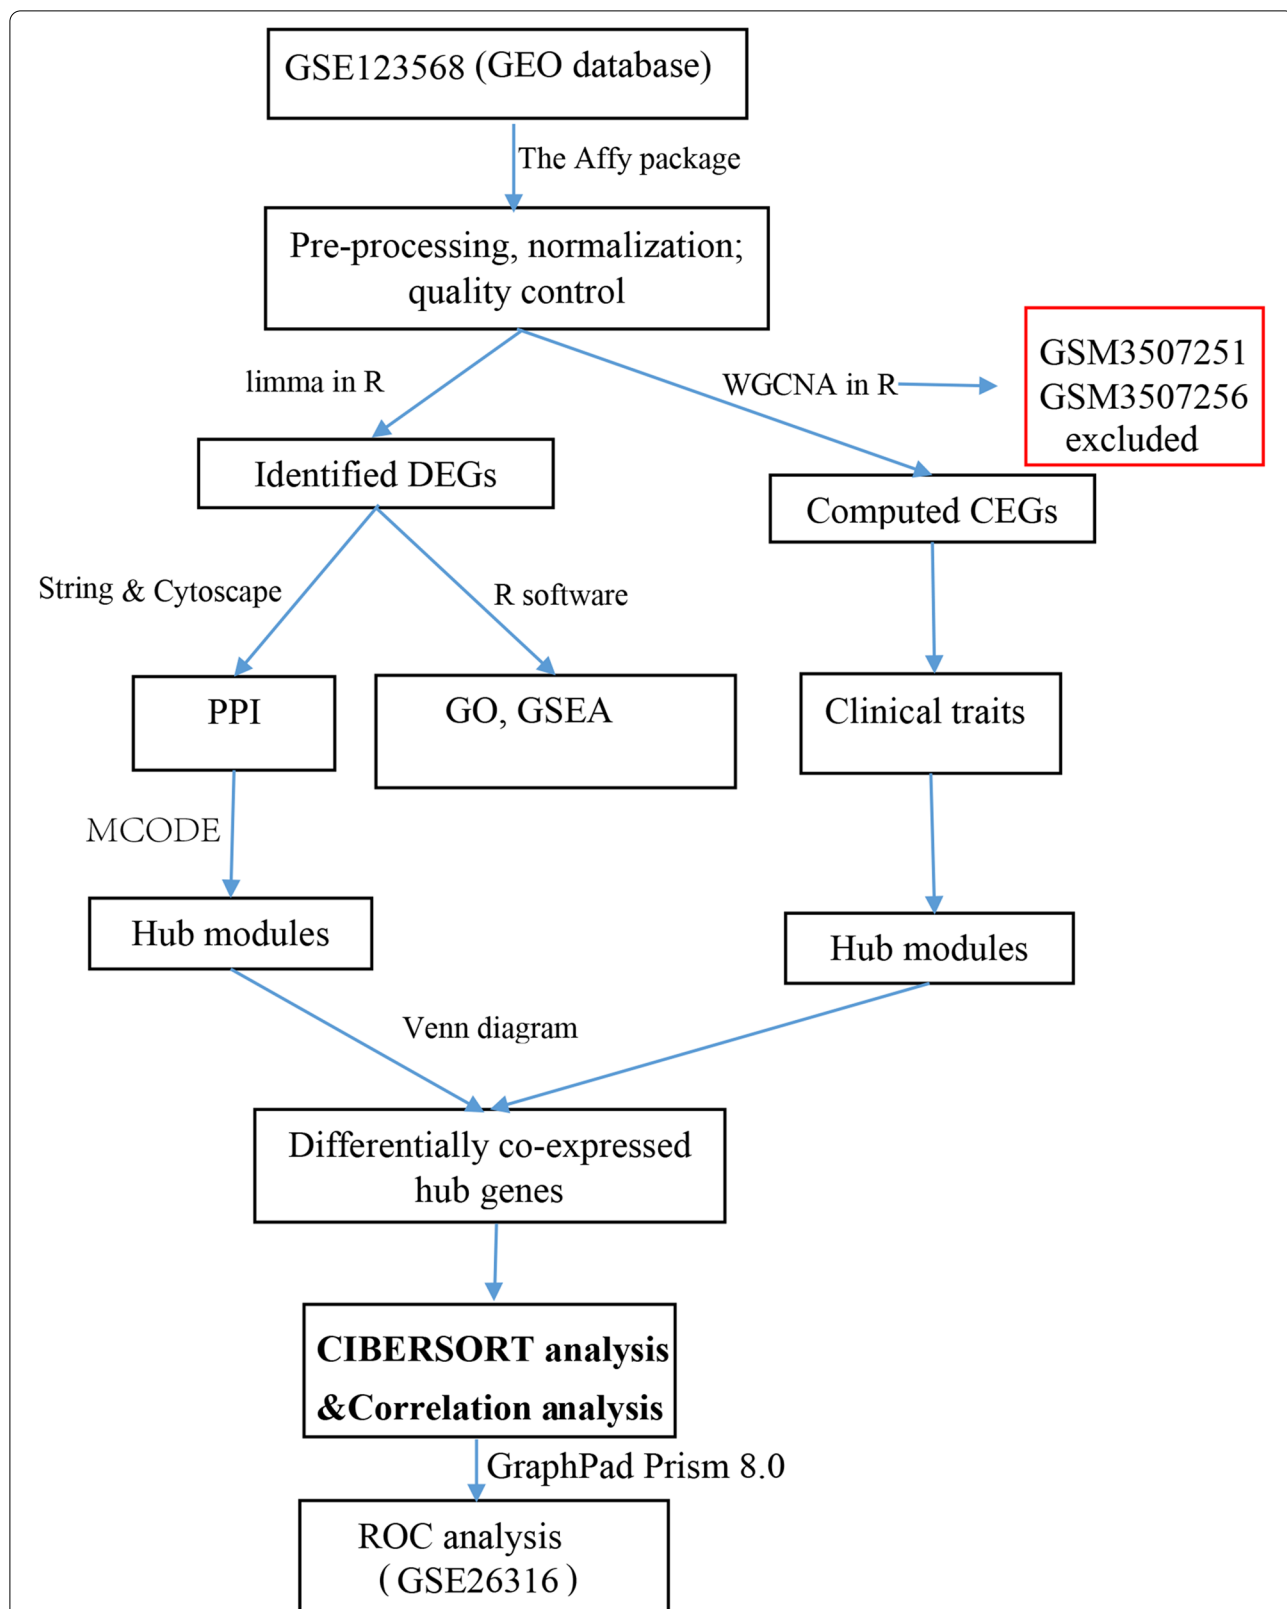 GSE123568 (GEO database)
The Affy package
Pre-processing, normalization;
quality control
limma in R
WGCNA in R
GSM3507251
GSM3507256
excluded
Identified DEGs
Computed CEGs
String & Cytoscape
R software
PPI
GO, GSEA
Clinical traits
MCODE
Hub modules
Hub modules
Venn diagram
Differentially co-expressed
hub genes
CIBERSORT analysis
&Correlation analysis
GraphPad Prism 8.0
ROC analysis
(GSE26316)